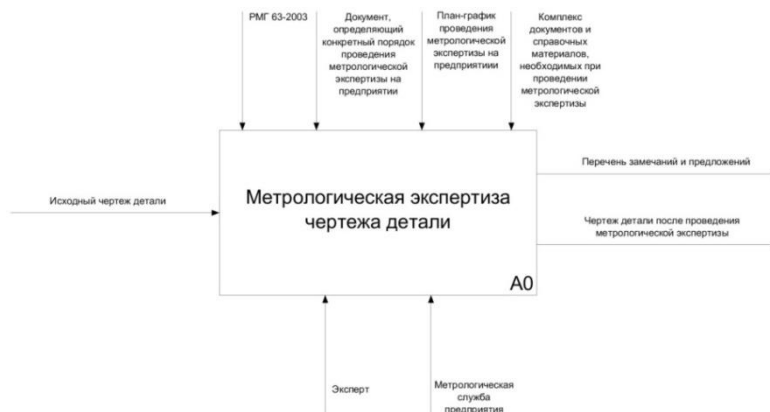 РМГ 63-2003
Документ,
определяющий
конкретный порядок
проведения
метрологической
экспертизы на
предприятии
План-график
проведения
метрологической
экспертизы на
предприятиии
Комплекс
документов и
справочных
материалов,
необходимых при
проведении
метрологической
экспертизы
Исходный чертеж детали
Метрологическая экспертиза
чертежа детали
A0
Перечень замечаний и предложений
Чертеж детали после проведения
метрологической экспертизы
Эксперт
Метрологическая
служба
предприятия